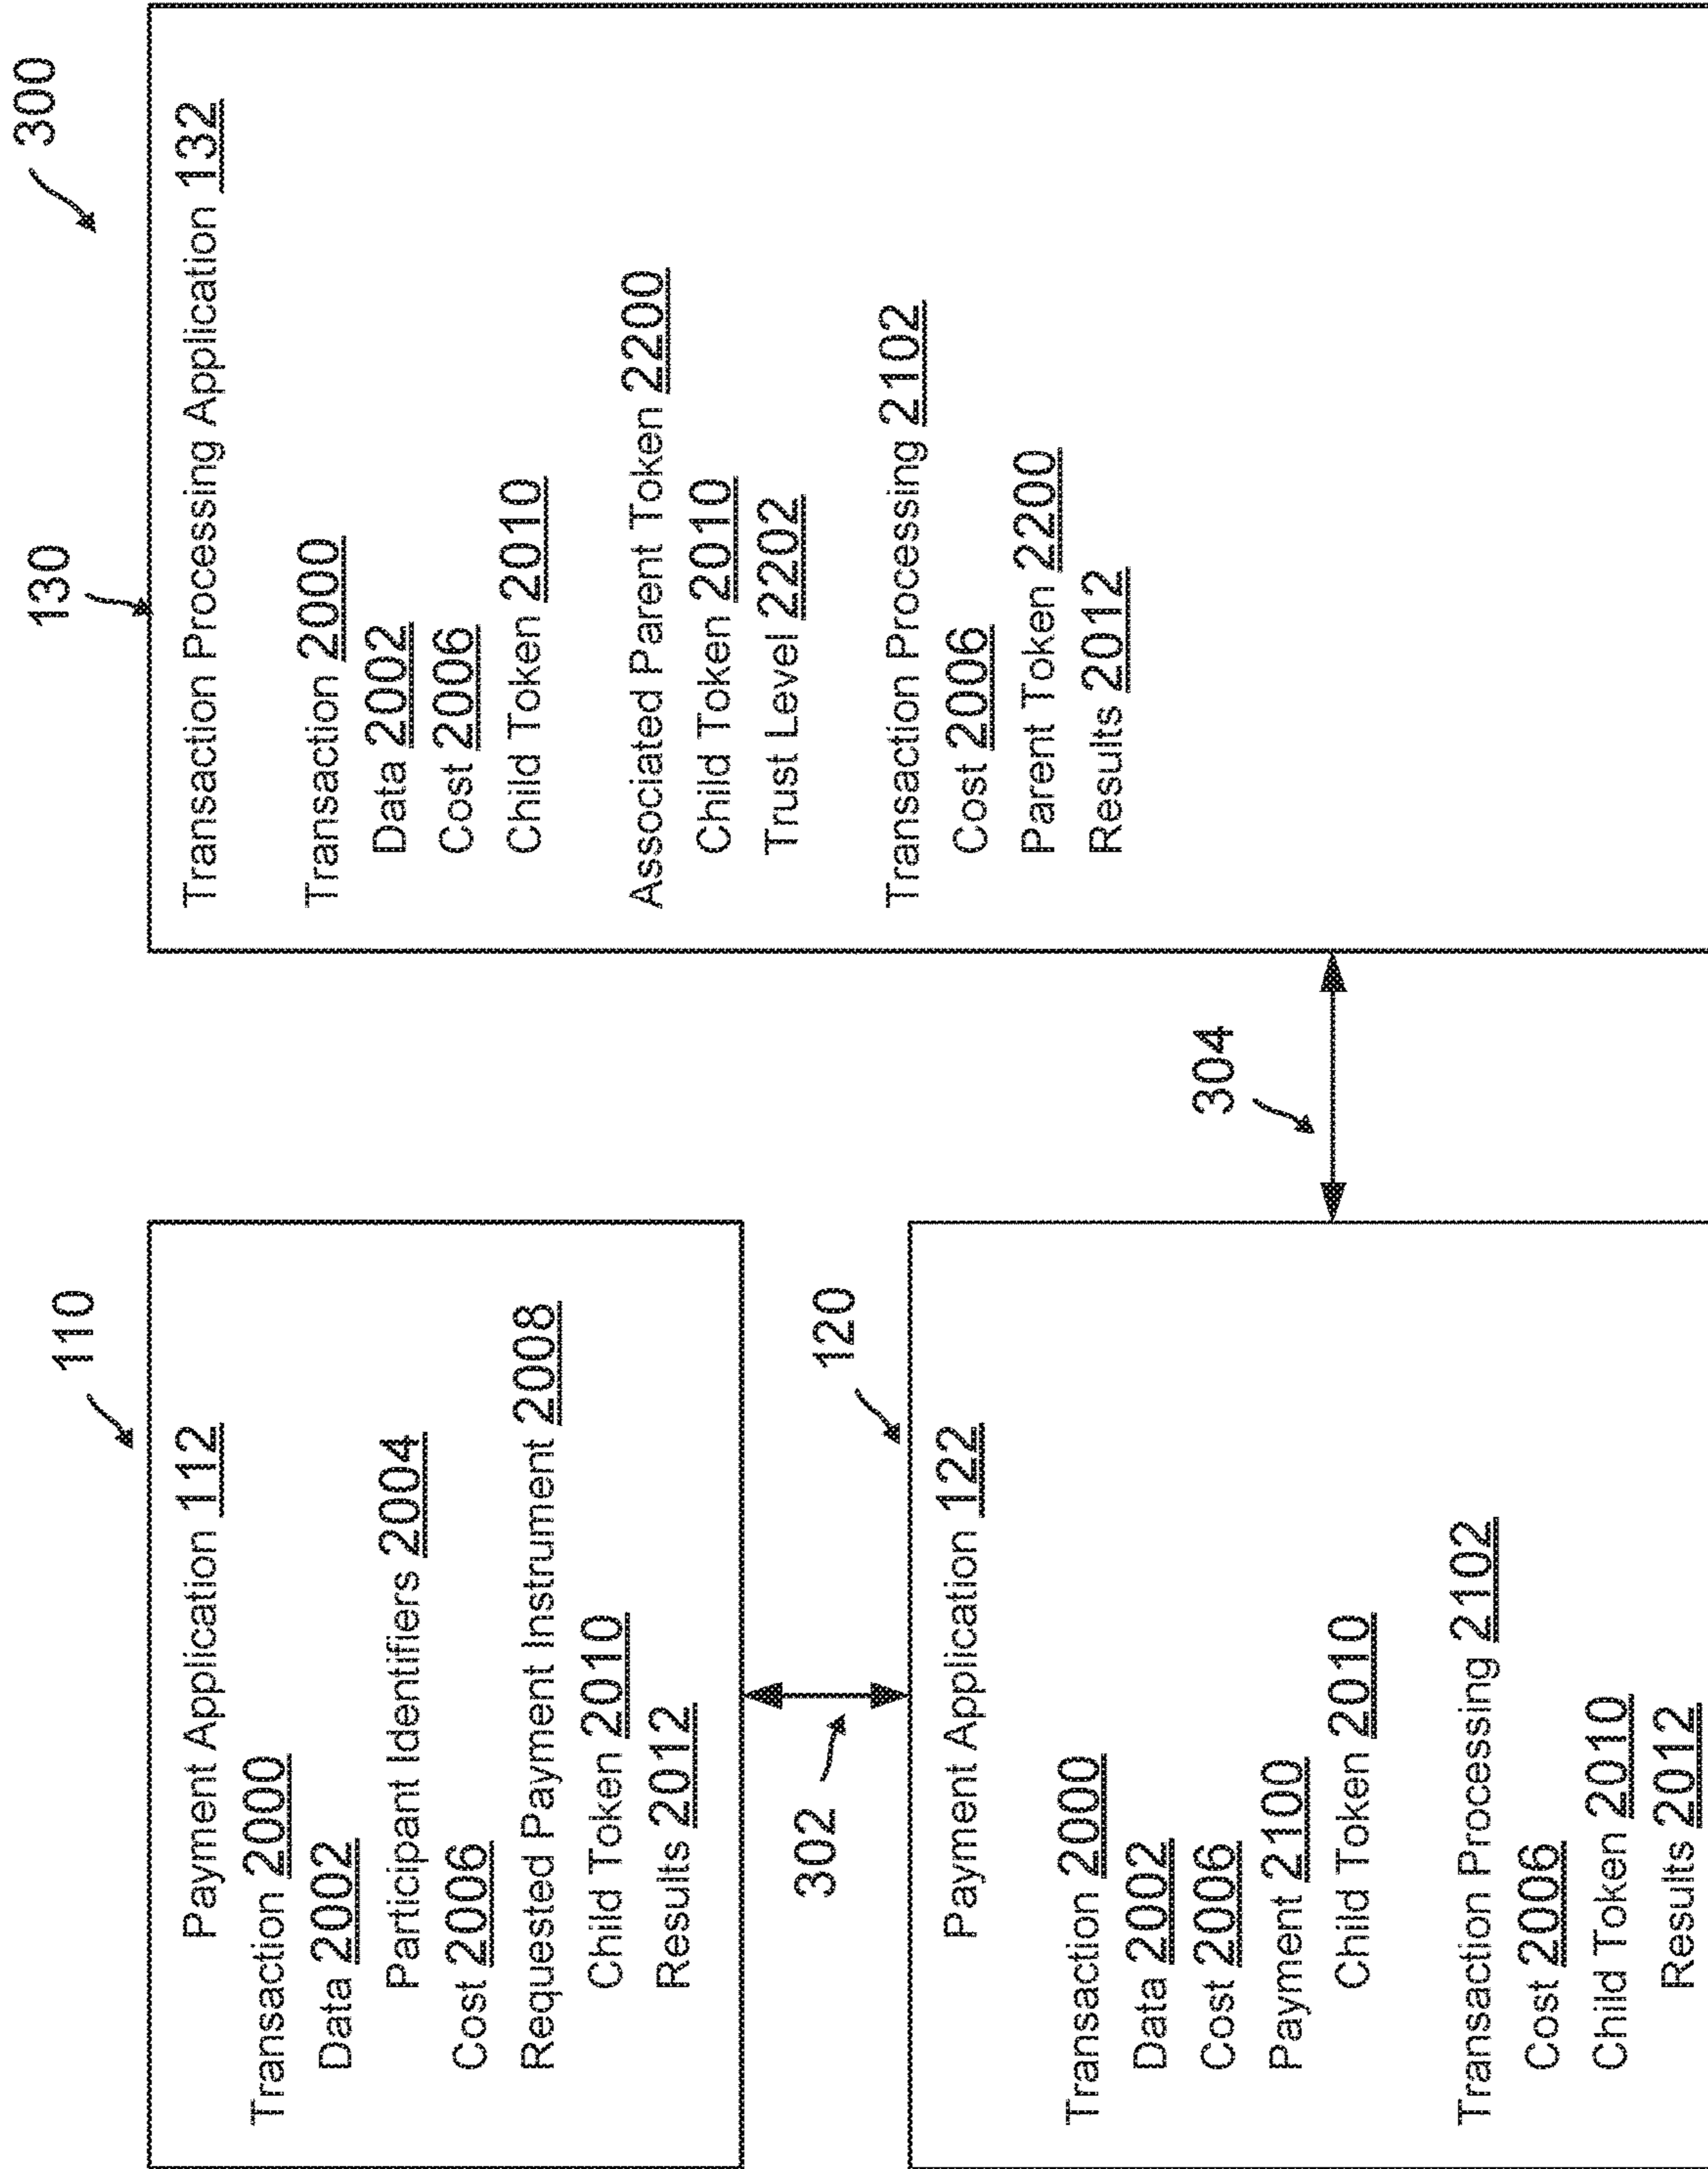 300
110
Payment Application 112
Transaction 2000
Data 2002
Participant Identifiers 2004
Cost 2006
Requested Payment Instrument 2008
Child Token 2010
Results 2012
302
120
Payment Application 122
Transaction 2000
Data 2002
Cost 2006
Payment 2100
Child Token 2010
Transaction Processing 2102
Cost 2006
Child Token 2010
Results 2012
304
130
Transaction Processing Application 132
Transaction 2000
Data 2002
Cost 2006
Child Token 2010
Associated Parent Token 2200
Child Token 2010
Trust Level 2202
Transaction Processing 2102
Cost 2006
Parent Token 2200
Results 2012